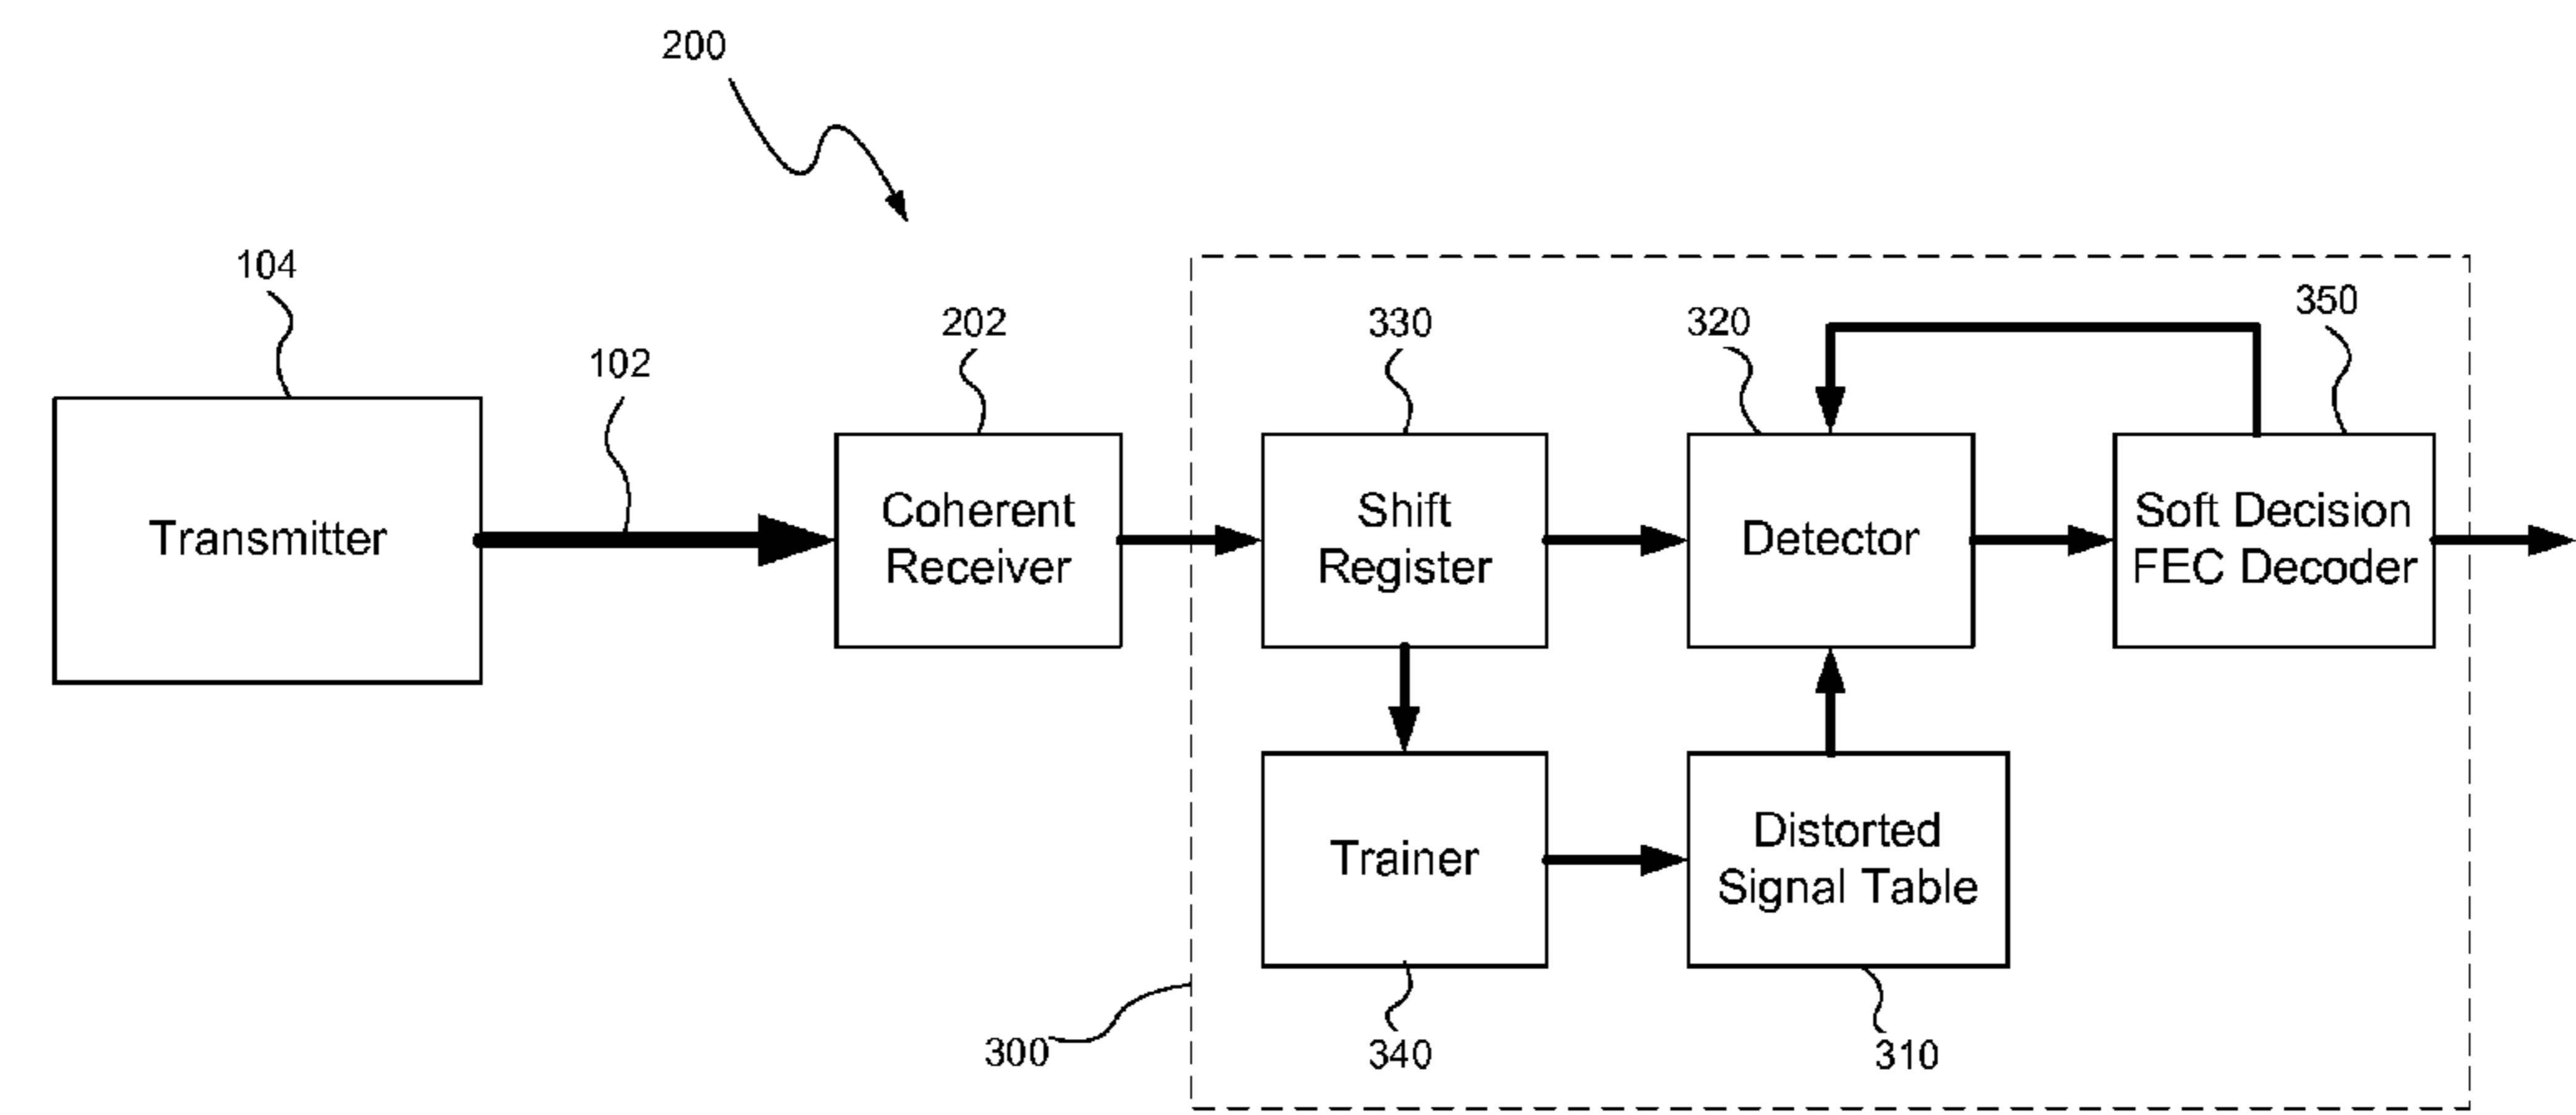 200
104
102
202
330
320
350
Transmitter
Coherent
Receiver
Shift
Register
Detector
Soft Decision
FEC Decoder
Trainer
Distorted
Signal Table
300
340
310